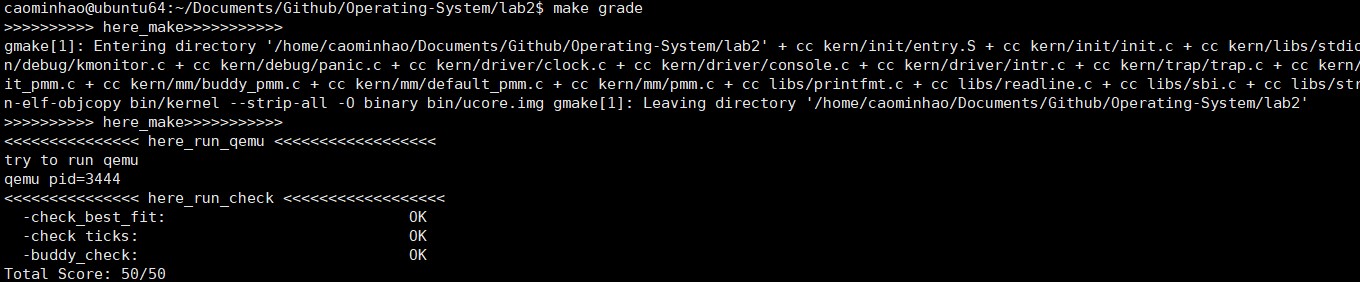 caominhao@ubuntu64:~/Documents/Github/Operating-System/lab2$ make grade
>>>>>>>>>> here_make>>>>>>>>>>>
gmake[1]: Entering directory '/home/caominhao/Documents/Github/Operating-System/lab2' + cc kern/init/entry.S + cc kern/init/init.c + cc kern/libs/stdio
n/debug/kmonitor.c + cc kern/debug/panic.c + cc kern/driver/clock.c + cc kern/driver/console.c + cc kern/driver/intr.c + cc kern/trap/trap.c + cc kern/
it_pmm.c + cc kern/mm/buddy_pmm.c + cc kern/mm/default_pmm.c + cc kern/mm/pmm.c + cc libs/printfmt.c + cc libs/readline.c + cc libs/sbi.c + cc libs/str
n-elf-objcopy bin/kernel --strip-all -O binary bin/ucore.img gmake[1]: Leaving directory '/home/caominhao/Documents/Github/Operating-System/lab2'
>>>>>>>>>> here_make>>>>>>>>>>>
<<<<<<<<<<<<<<< here_run_qemu <<<<<<<<<<<<<<<<<<
try to run qemu
qemu pid=3444
<<<<<<<<<<<<<<< here_run_check <<<<<<<<<<<<<<<<<<
-check_best_fit: OK
-check ticks: OK
-buddy_check: OK
Total Score: 50/50